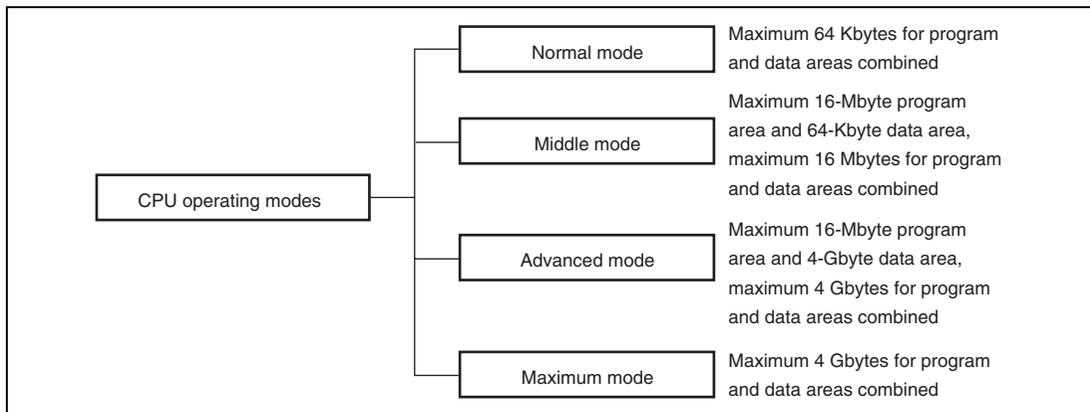 CPU operating modes
Normal mode
Maximum 64 Kbytes for program
and data areas combined
Middle mode
Maximum 16-Mbyte program
area and 64-Kbyte data area,
maximum 16 Mbytes for program
and data areas combined
Advanced mode
Maximum 16-Mbyte program
area and 4-Gbyte data area,
maximum 4 Gbytes for program
and data areas combined
Maximum mode
Maximum 4 Gbytes for program
and data areas combined